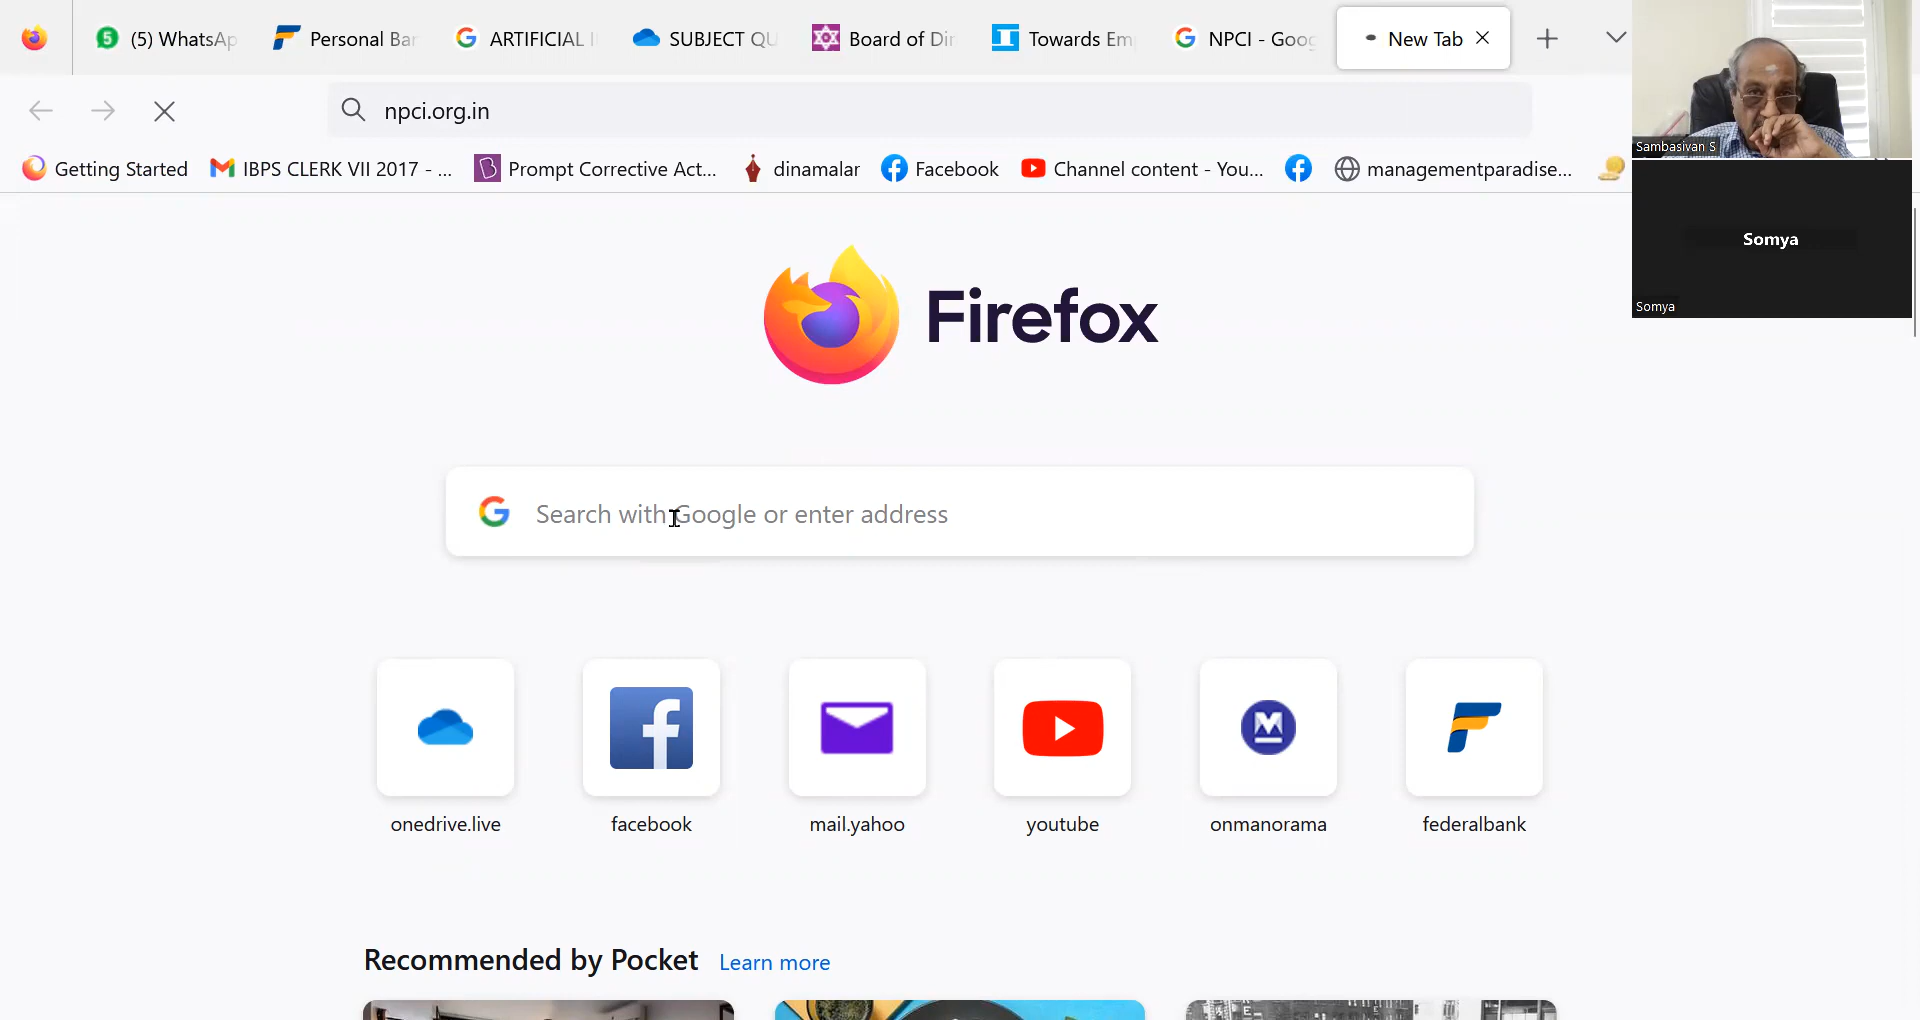 5 (5) WhatsAp
Personal Bar
ARTIFICIAL I
SUBJECT QU
Board of Dir
Towards Em
NPCI - Goog
New Tab
npci.org.in
Getting Started
IBPS CLERK VII 2017 - ...
Prompt Corrective Act...
dinamalar
Facebook
Channel content - You...
managementparadise...
Sambasivan S
Somya
Somya
Firefox
Search with Google or enter address
onedrive.live
facebook
mail.yahoo
youtube
onmanorama
federalbank
Recommended by Pocket Learn more